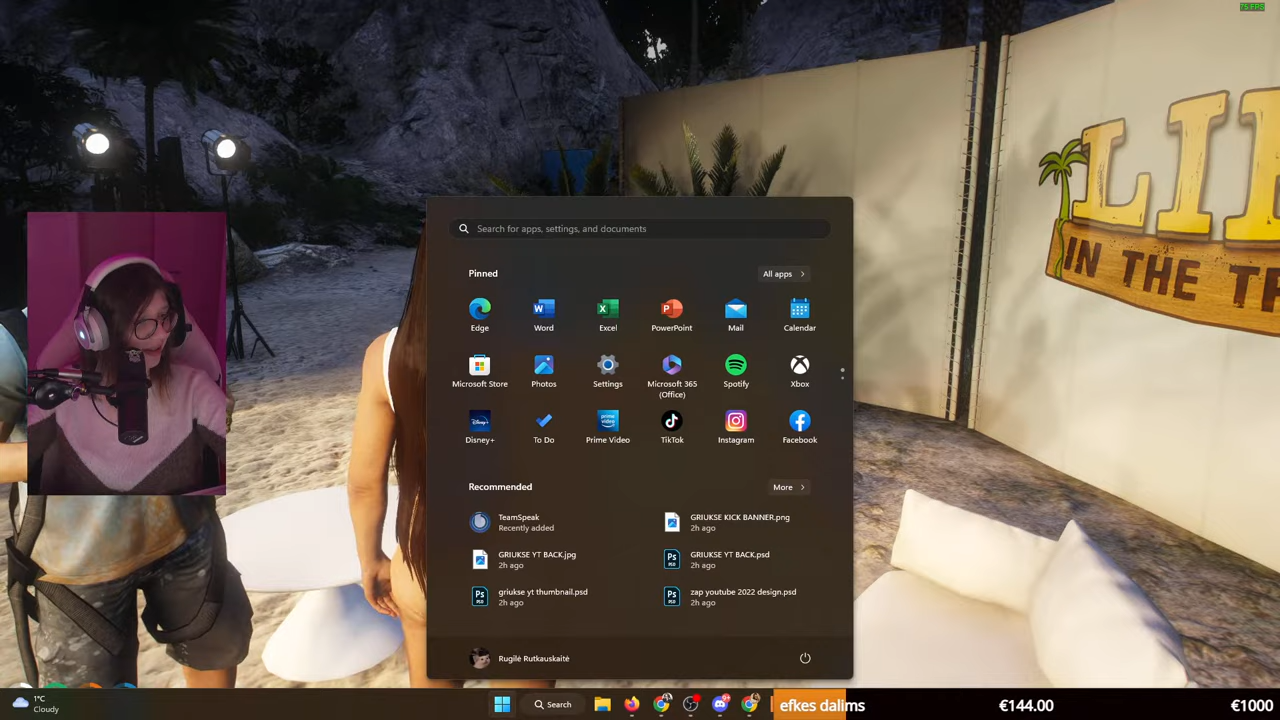 75 FPS
LI
IN THE TR
Search for apps, settings, and documents
Pinned
All apps
Edge
Word
Excel
PowerPoint
Mail
Calendar
Microsoft Store
Photos
Settings
Microsoft 365
(Office)
Spotify
Xbox
Disney+
To Do
Prime Video
TikTok
Instagram
Facebook
Recommended
More
TeamSpeak
Recently added
GRIUKSE KICK BANNER.png
2h ago
GRIUKSE YT BACK.jpg
2h ago
GRIUKSE YT BACK.psd
2h ago
griukse yt thumbnail.psd
2h ago
zap youtube 2022 design.psd
2h ago
Rugilė Rutkauskaitė
1°C
Cloudy
Search
efkes dalims
€144.00
€1000